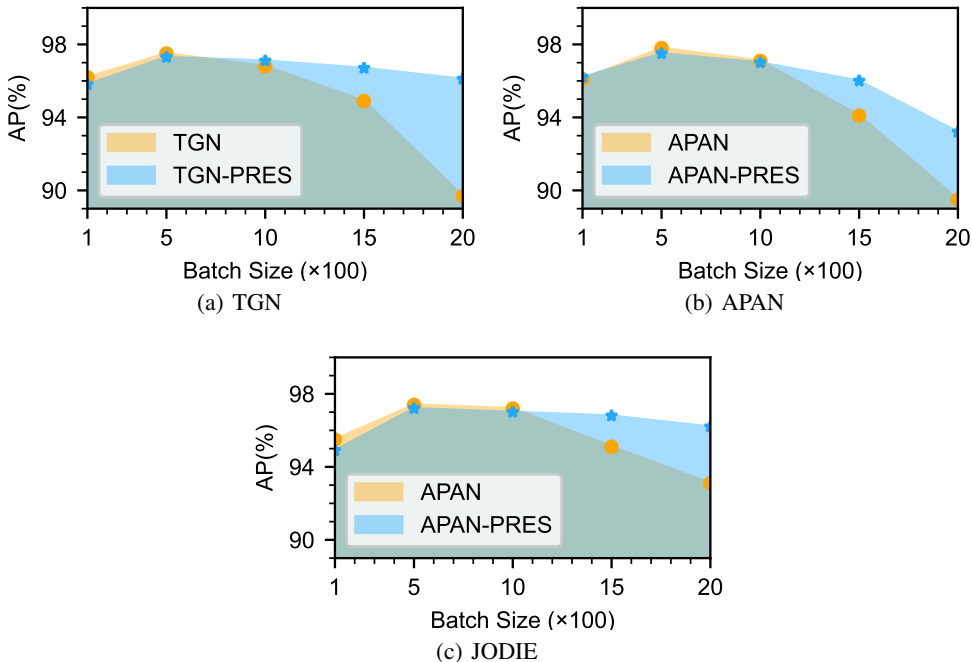 98
94
90
AP(%)
TGN
TGN-PRES
1 5 10 15 20
Batch Size (×100)
(a) TGN
98
94
90
AP(%)
APAN
APAN-PRES
1 5 10 15 20
Batch Size (×100)
(b) APAN
98
94
90
AP(%)
APAN
APAN-PRES
1 5 10 15 20
Batch Size (×100)
(c) JODIE